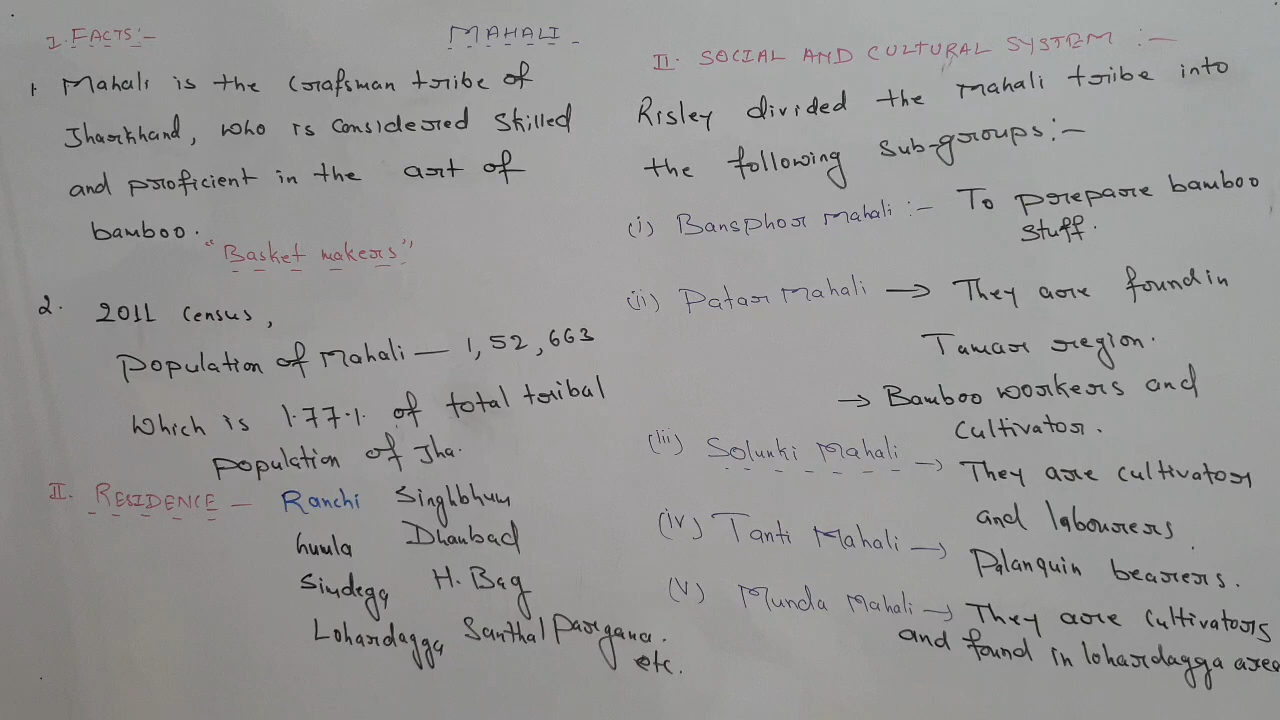 MAHALI
I. FACTS:-
1. Mahali is the Crafsman tribe of
Jharkhand, who is Considered Skilled
and proficient in the art of
bamboo.
"Basket makers"
2. 2011 Census,
Population of Mahali — 1,52,663
Which is 1.77% of total tribal
population of Jha.
II. RESIDENCE — Ranchi Singhbhum
Gumla Dhanbad
Simdega H. Bag
Lohardagga Santhal Pargana.
etc.
II. SOCIAL AND CULTURAL SYSTEM :-
Risley divided the Mahali tribe into
the following Sub-groups:-
(i) Bansphor Mahali :- To prepare bamboo
Stuff.
(ii) Patar Mahali → They are found in
Tamar region.
→ Bamboo workers and
Cultivator.
(iii) Solunki Mahali → They are cultivator
and labourers
(iv) Tanti Mahali → Palanquin bearers.
(v) Munda Mahali → They are Cultivators
and found in lohardagga area